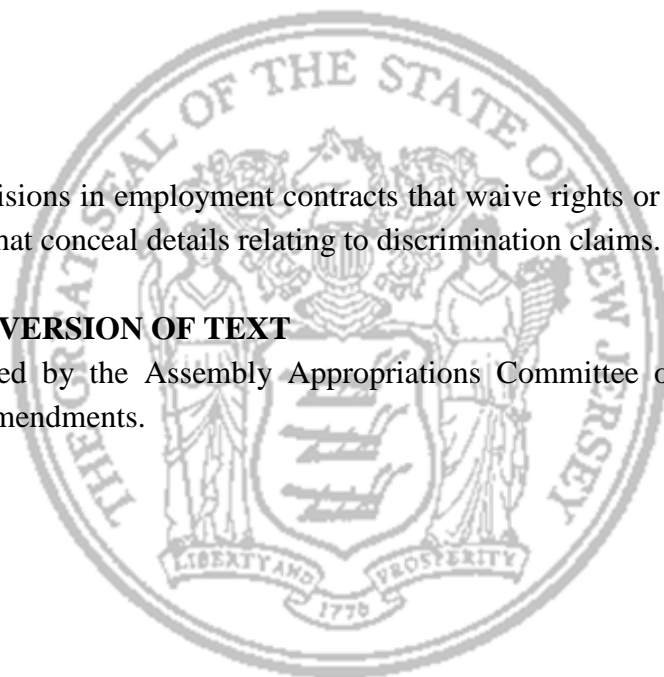 THE GREAT SEAL OF THE STATE OF NEW JERSEY
isions in employment contracts that waive rights or
hat conceal details relating to discrimination claims.
VERSION OF TEXT
ed by the Assembly Appropriations Committee o
mendments.
LIBERTY AND PROSPERITY
1776